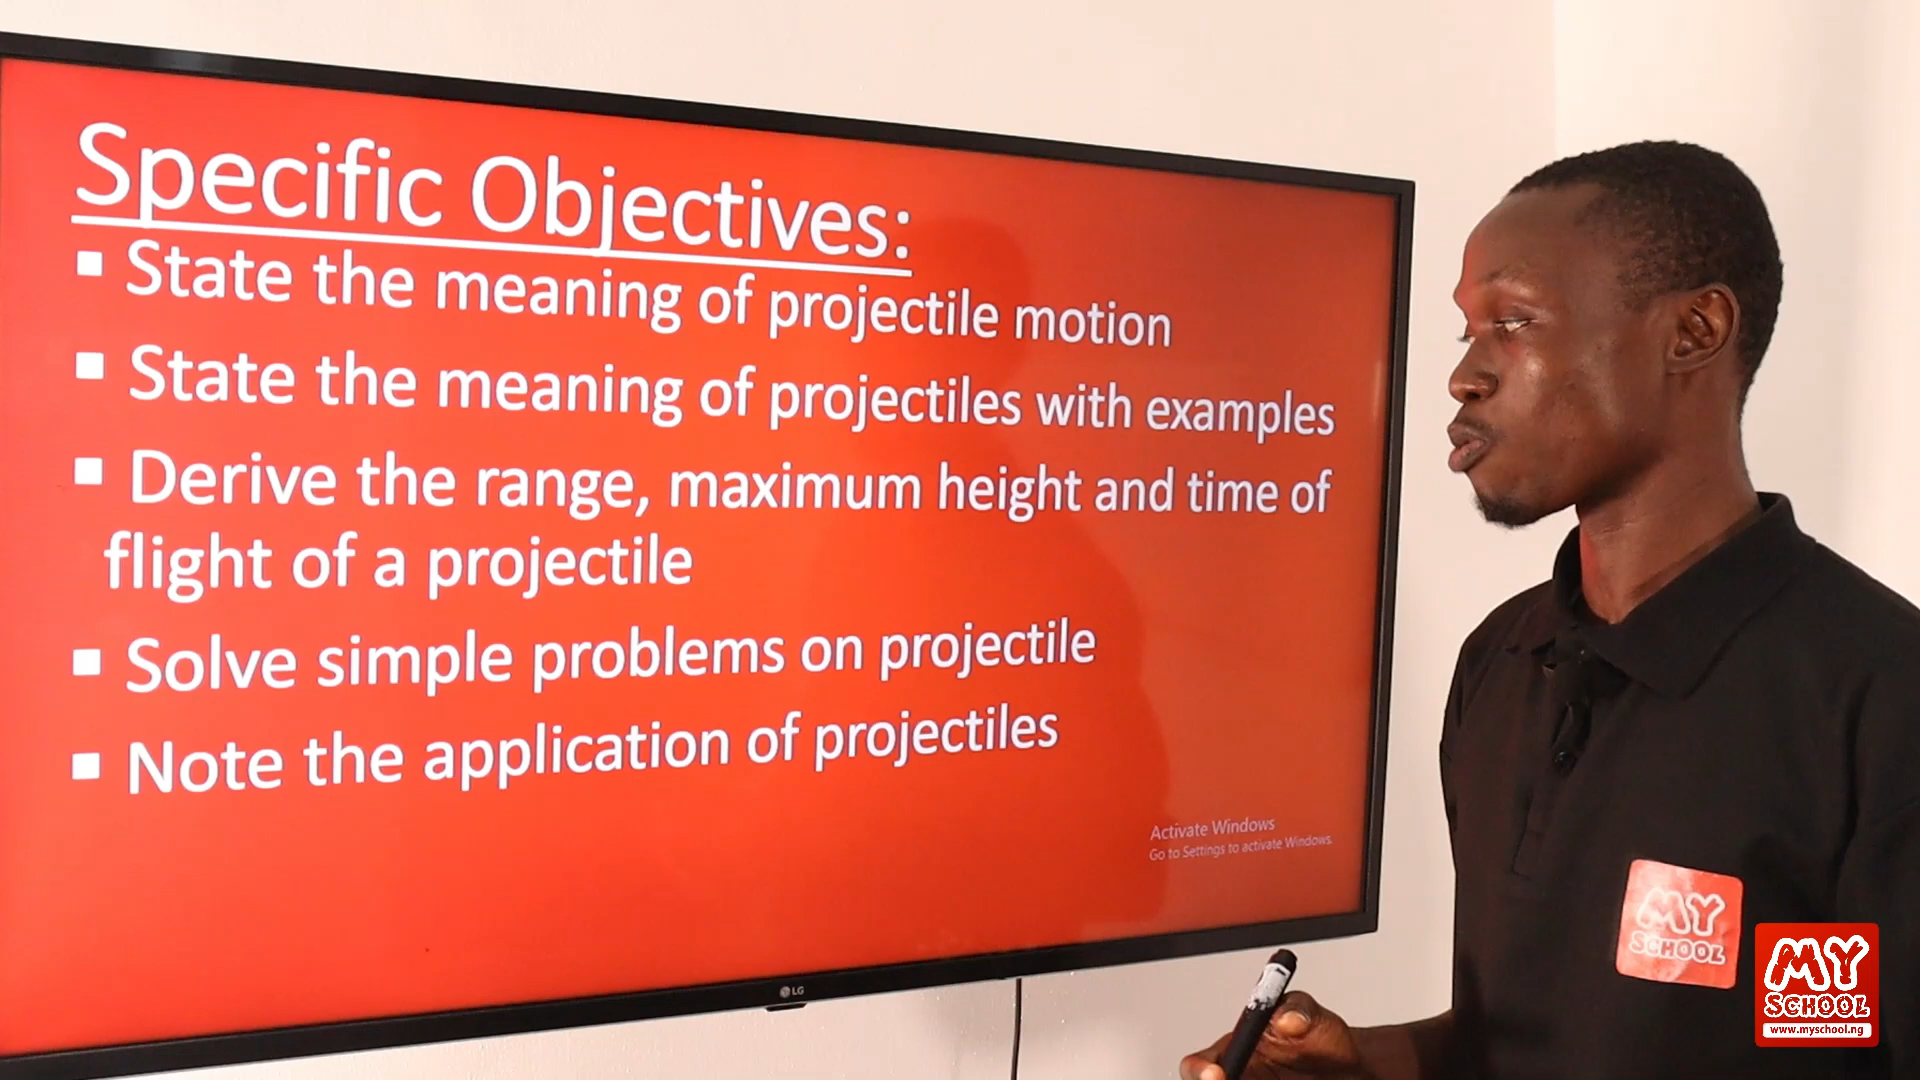 Specific Objectives:
▪ State the meaning of projectile motion
▪ State the meaning of projectiles with examples
▪ Derive the range, maximum height and time of
flight of a projectile
▪ Solve simple problems on projectile
▪ Note the application of projectiles
Activate Windows
Go to Settings to activate Windows.
LG
MY
SCHOOL
MY
SCHOOL
www.myschool.ng